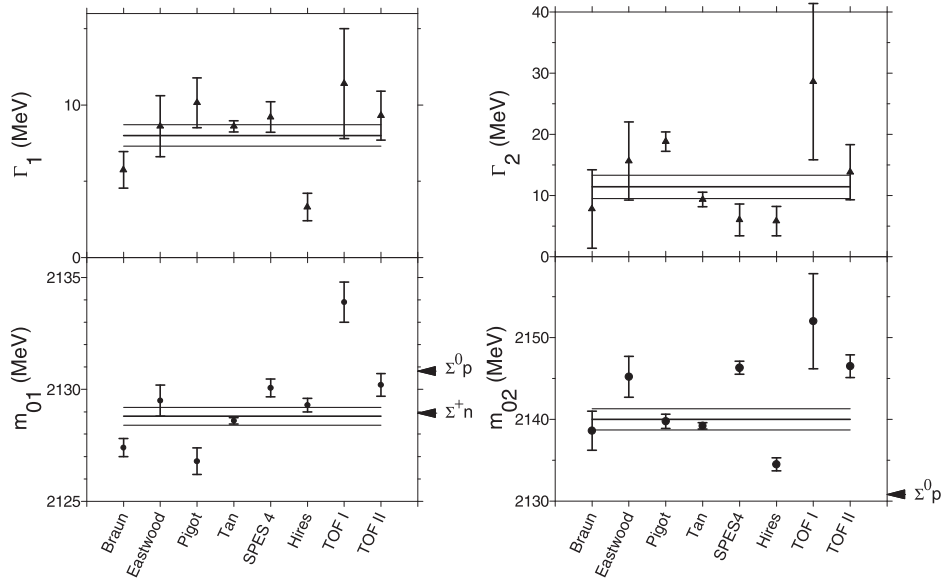 Γ1 (MeV)
10
0
m01 (MeV)
2135
2130
2125
Σ⁰p
Σ⁺n
Braun
Eastwood
Pigot
Tan
SPES 4
Hires
TOF I
TOF II
Γ2 (MeV)
40
30
20
10
0
m02 (MeV)
2150
2140
2130
Σ⁰p
Braun
Eastwood
Pigot
Tan
SPES4
Hires
TOF I
TOF II